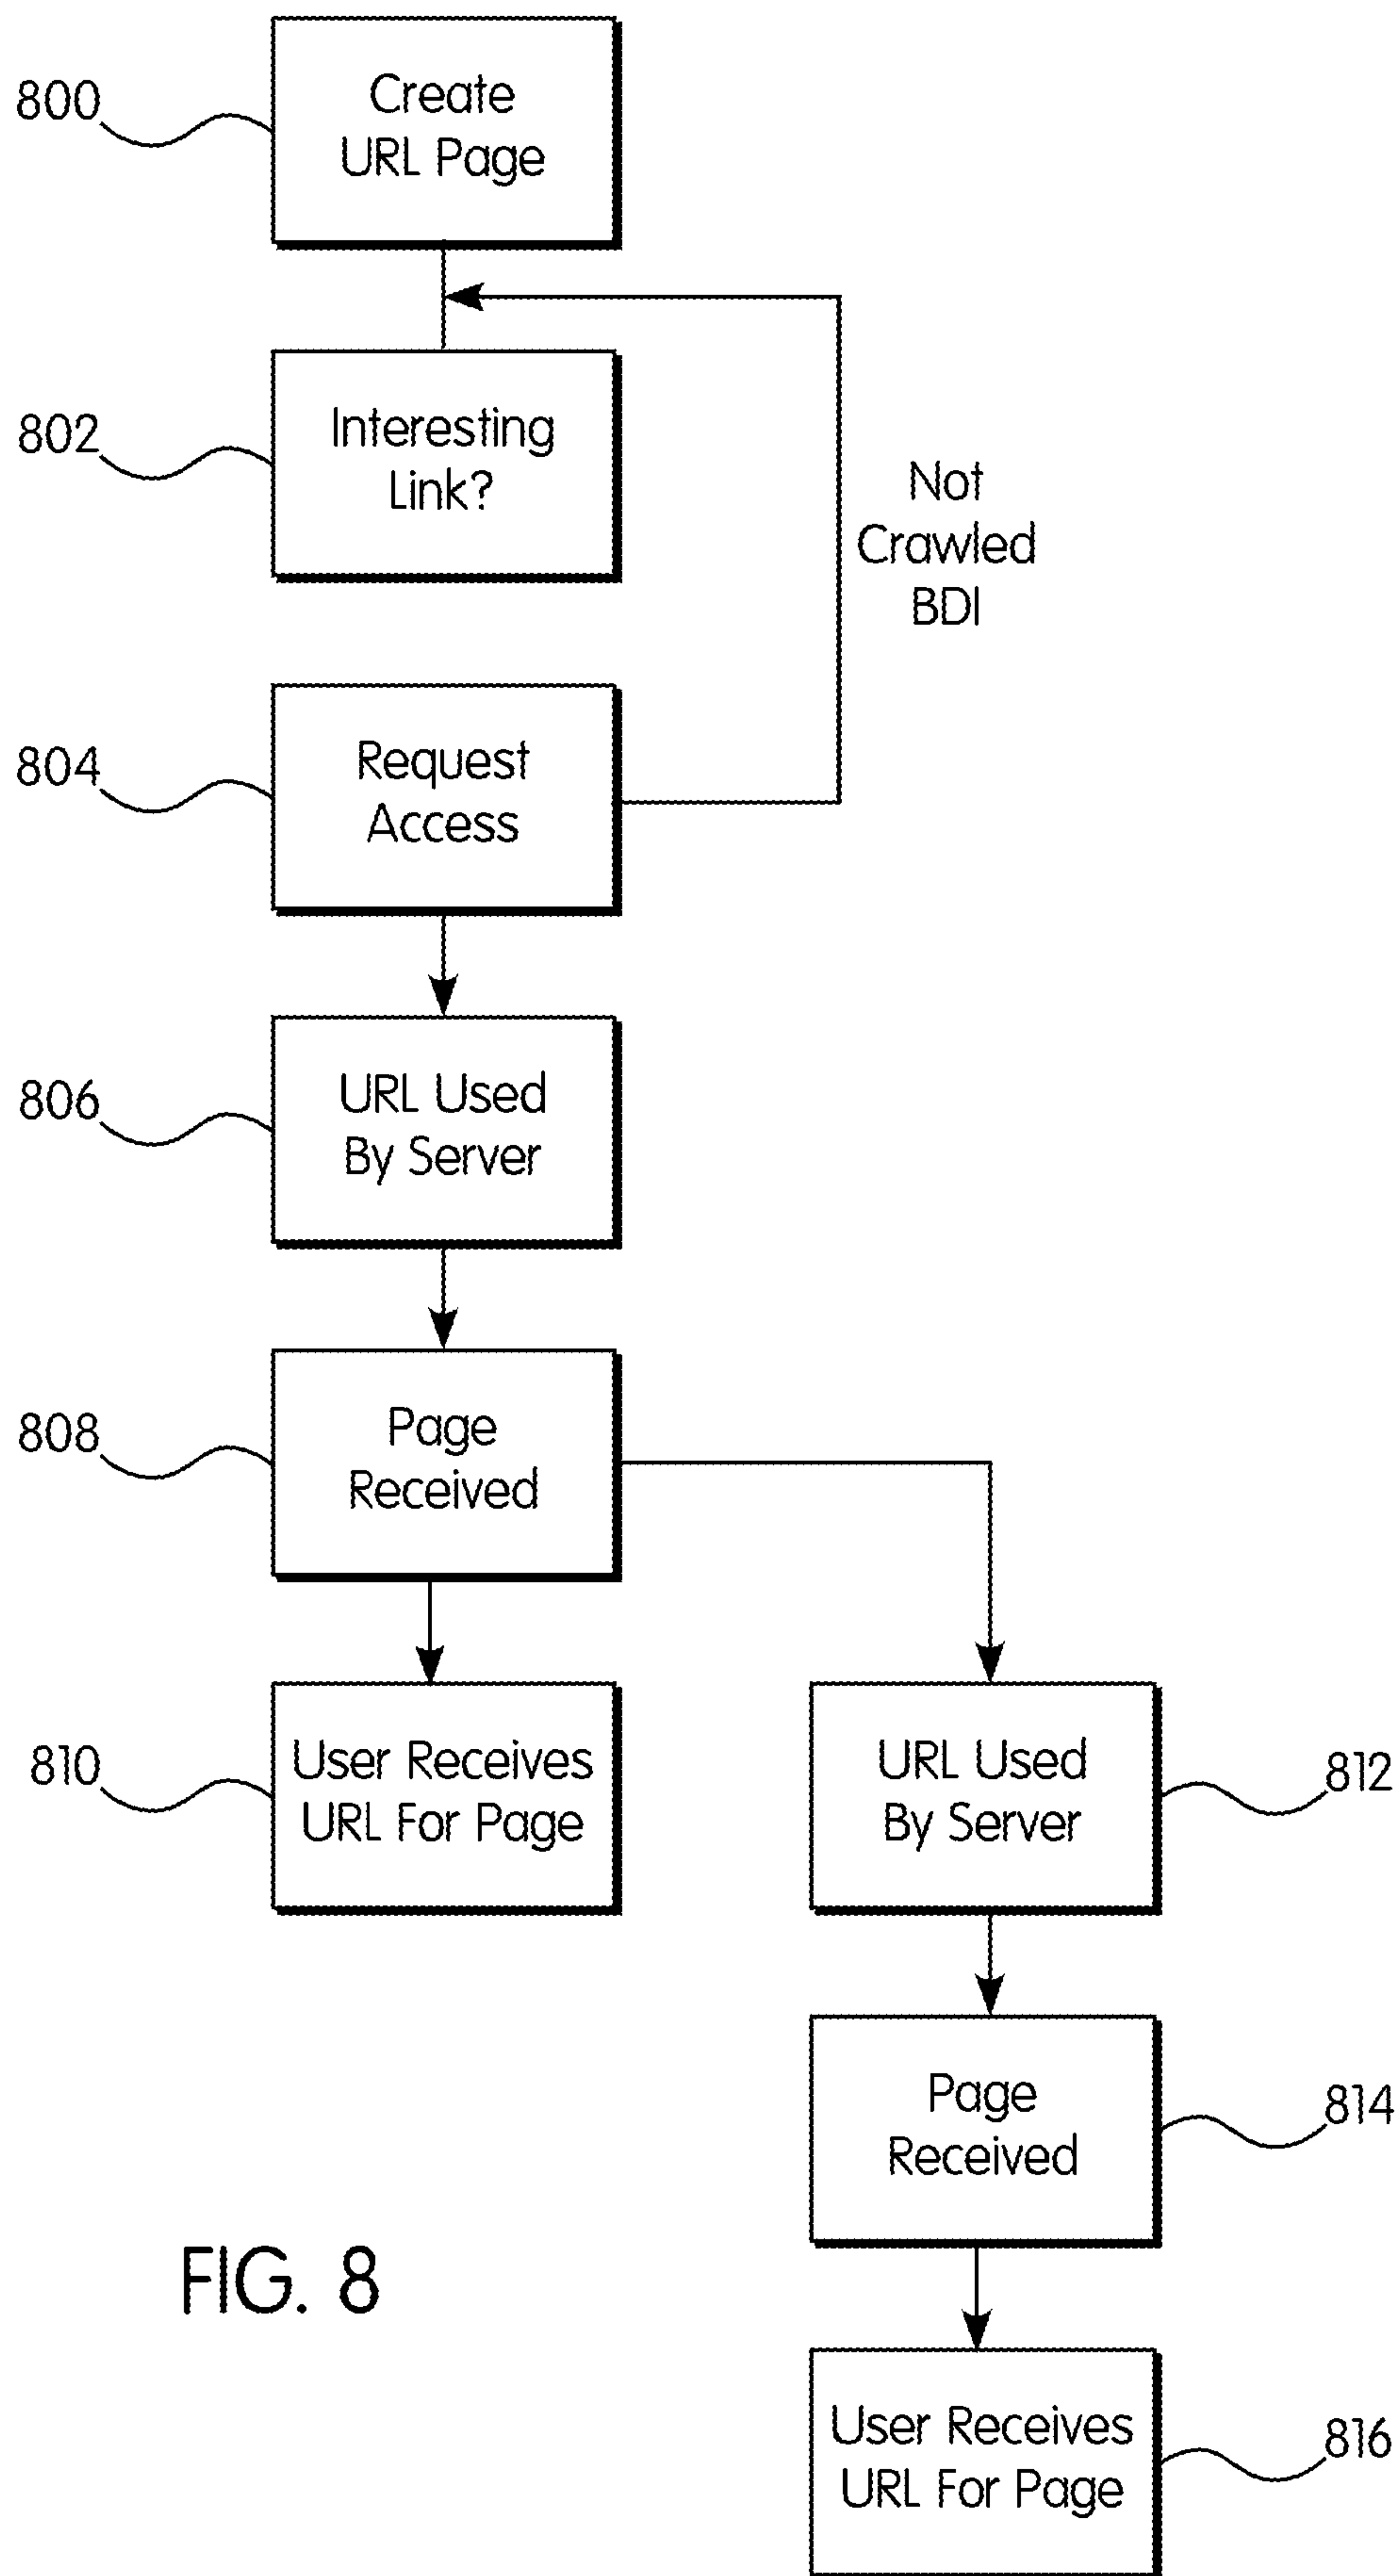 800
Create
URL Page
802
Interesting
Link?
Not
Crawled
BDI
804
Request
Access
806
URL Used
By Server
808
Page
Received
810
User Receives
URL For Page
URL Used
By Server
812
Page
Received
814
FIG. 8
User Receives
URL For Page
816